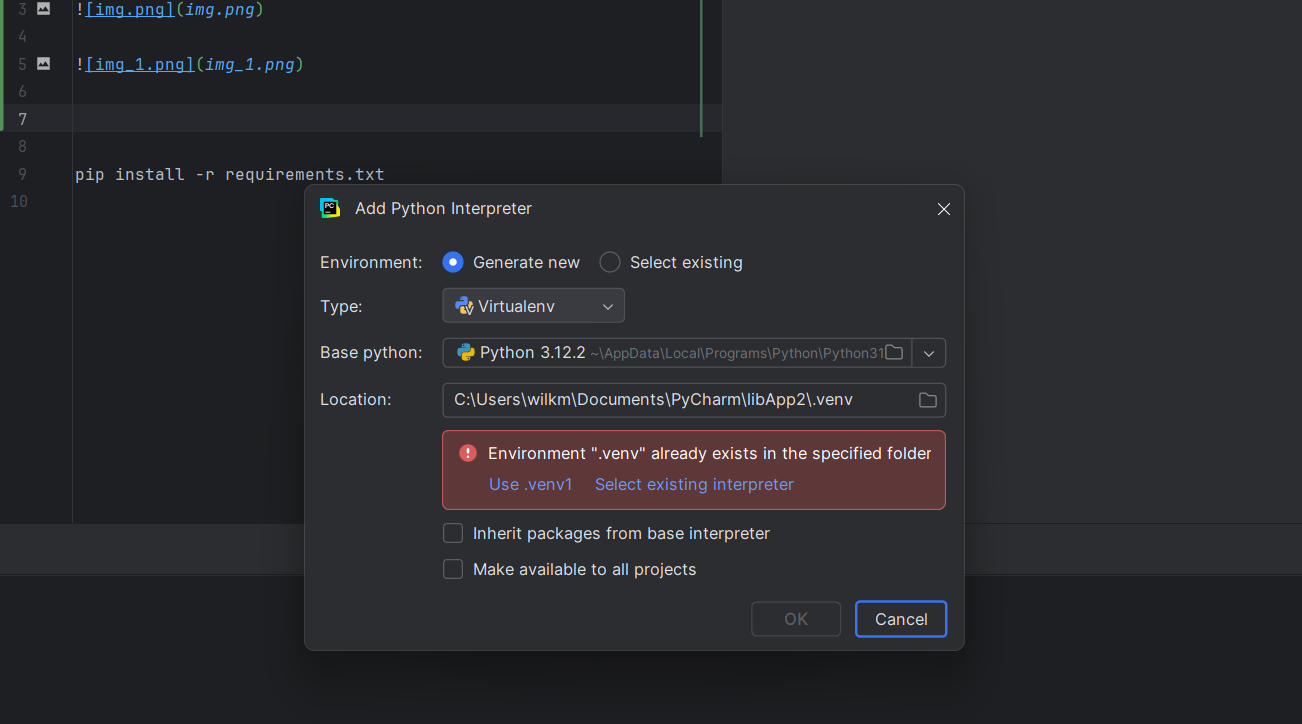 3 ![img.png](img.png)
4
5 ![img_1.png](img_1.png)
6
7
8
9 pip install -r requirements.txt
10
PC Add Python Interpreter
Environment: Generate new Select existing
Type: V Virtualenv
Base python: Python 3.12.2 ~\AppData\Local\Programs\Python\Python31
Location: C:\Users\wilkm\Documents\PyCharm\libApp2\.venv
Environment ".venv" already exists in the specified folder
Use .venv1 Select existing interpreter
Inherit packages from base interpreter
Make available to all projects
OK Cancel